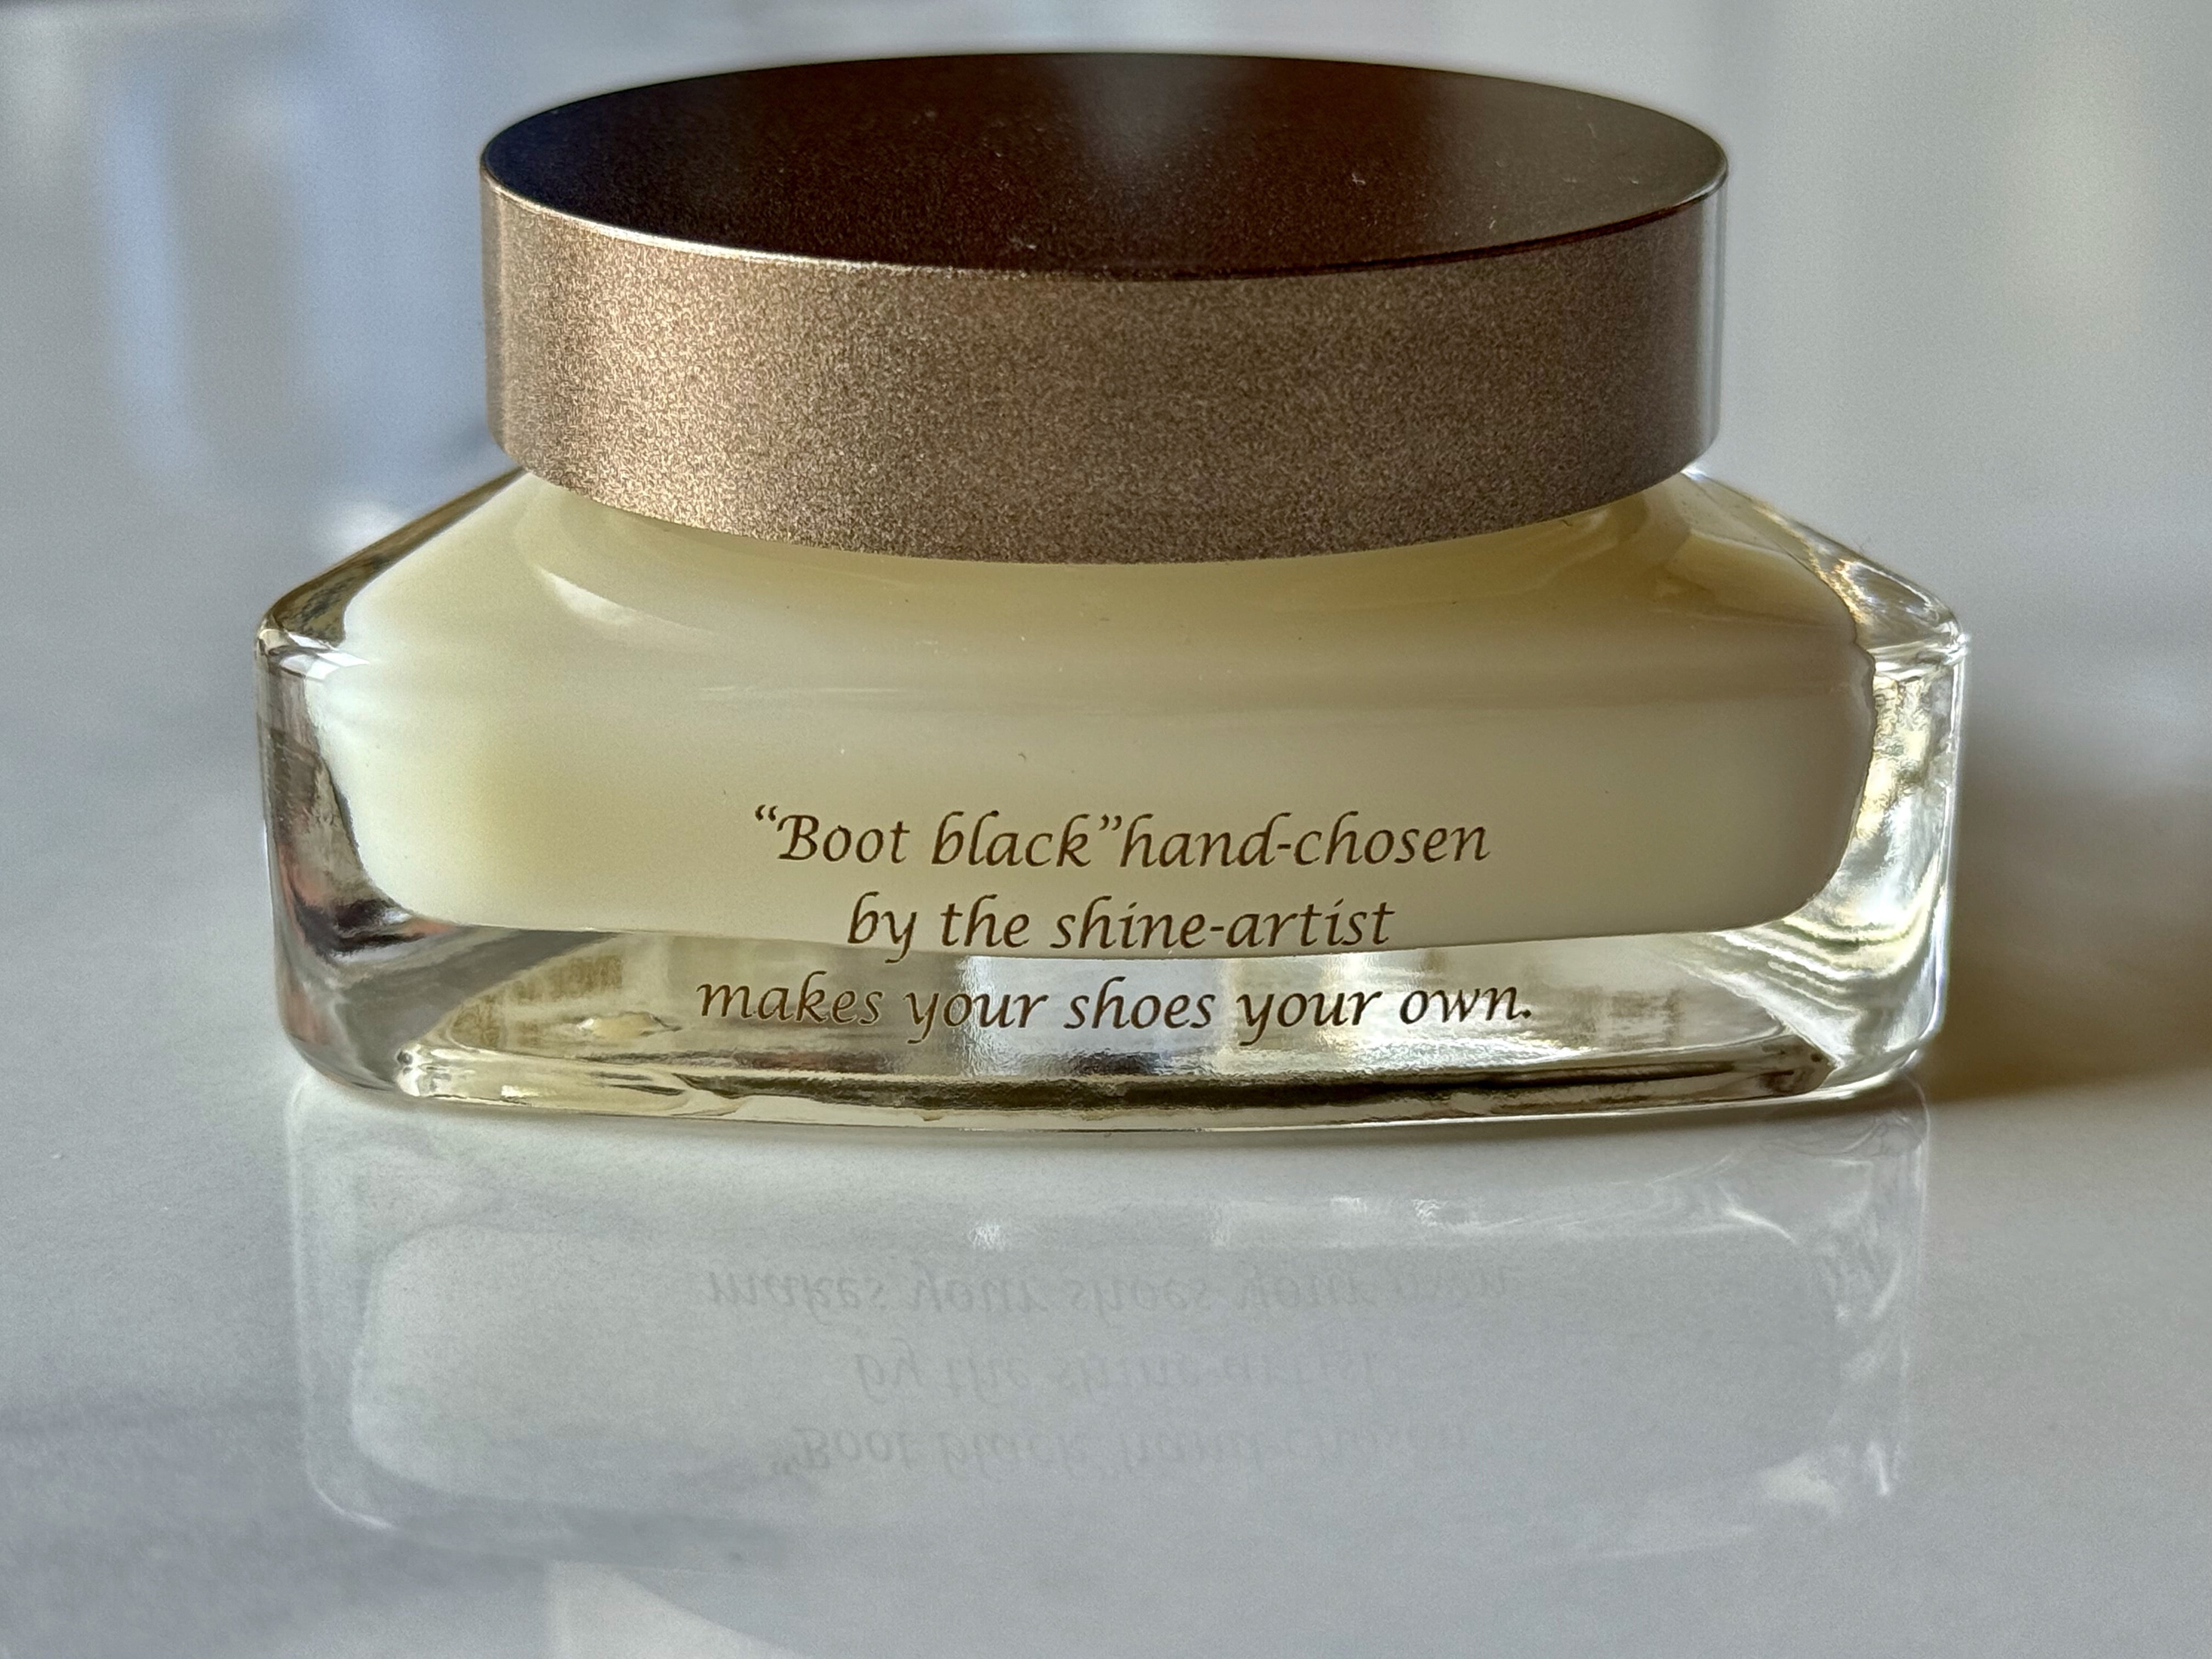 “Boot black”hand-chosen
by the shine-artist
makes your shoes your own.